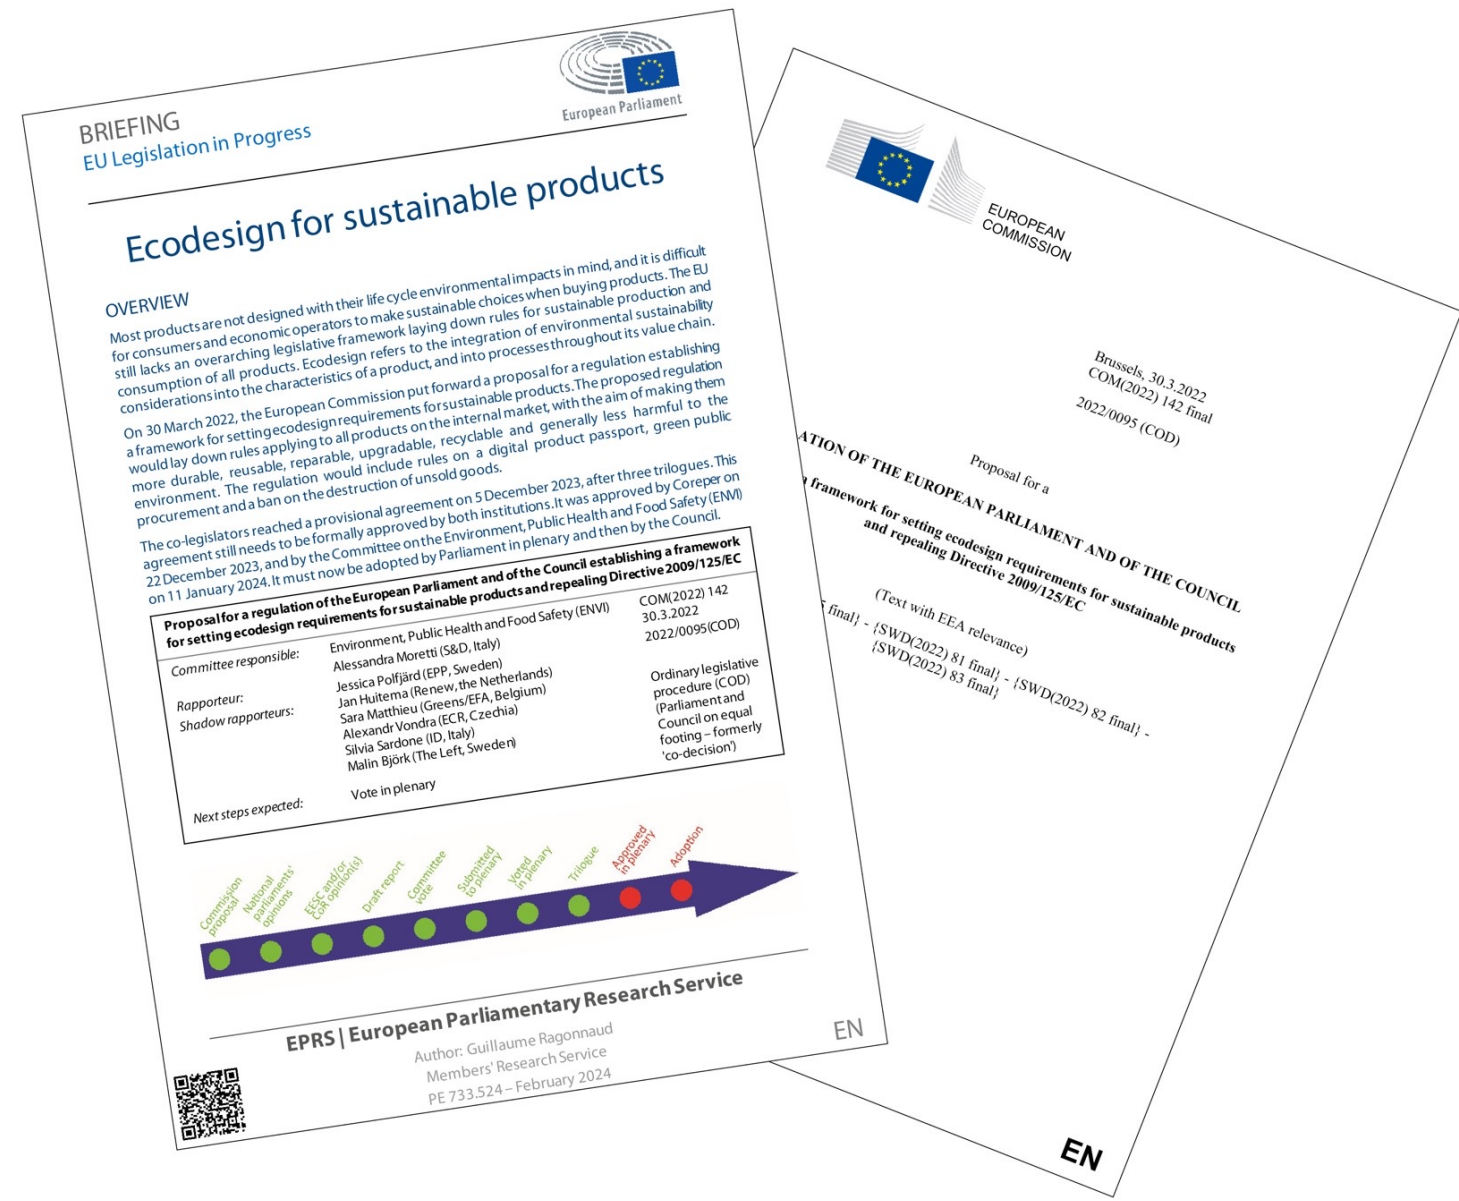 BRIEFING
EU Legislation in Progress
European Parliament
Ecodesign for sustainable products
OVERVIEW
Most products are not designed with their life cycle environmental impacts in mind, and it is difficult
for consumers and economic operators to make sustainable choices when buying products. The EU
still lacks an overarching legislative framework laying down rules for sustainable production and
consumption of all products. Ecodesign refers to the integration of environmental sustainability
considerations into the characteristics of a product, and into processes throughout its value chain.
On 30 March 2022, the European Commission put forward a proposal for a regulation establishing
a framework for setting ecodesign requirements for sustainable products. The proposed regulation
would lay down rules applying to all products on the internal market, with the aim of making them
more durable, reusable, reparable, upgradable, recyclable and generally less harmful to the
environment. The regulation would include rules on a digital product passport, green public
procurement and a ban on the destruction of unsold goods.
The co-legislators reached a provisional agreement on 5 December 2023, after three trilogues. This
agreement still needs to be formally approved by both institutions. It was approved by Coreper on
22 December 2023, and by the Committee on the Environment, Public Health and Food Safety (ENVI)
on 11 January 2024. It must now be adopted by Parliament in plenary and then by the Council.
Proposal for a regulation of the European Parliament and of the Council establishing a framework
for setting ecodesign requirements for sustainable products and repealing Directive 2009/125/EC
Committee responsible:
Environment, Public Health and Food Safety (ENVI)
COM(2022) 142
30.3.2022
Rapporteur:
Alessandra Moretti (S&D, Italy)
2022/0095(COD)
Shadow rapporteurs:
Jessica Polfjärd (EPP, Sweden)
Jan Huitema (Renew, the Netherlands)
Sara Matthieu (Greens/EFA, Belgium)
Alexandr Vondra (ECR, Czechia)
Silvia Sardone (ID, Italy)
Malin Björk (The Left, Sweden)
Ordinary legislative
procedure (COD)
(Parliament and
Council on equal
footing – formerly
'co-decision')
Next steps expected:
Vote in plenary
Commission
proposal
National
parliaments'
opinions
EESC and/or
CoR opinion(s)
Draft report
Committee
vote
Submitted
to plenary
Voted
in plenary
Trilogue
Approved
in plenary
Adoption
EPRS | European Parliamentary Research Service
Author: Guillaume Ragonnaud
Members' Research Service
PE 733.524 – February 2024
EN
EUROPEAN
COMMISSION
Brussels, 30.3.2022
COM(2022) 142 final
2022/0095 (COD)
Proposal for a
ATION OF THE EUROPEAN PARLIAMENT AND OF THE COUNCIL
framework for setting ecodesign requirements for sustainable products
and repealing Directive 2009/125/EC
(Text with EEA relevance)
final} - {SWD(2022) 81 final} - {SWD(2022) 82 final} -
{SWD(2022) 83 final}
EN